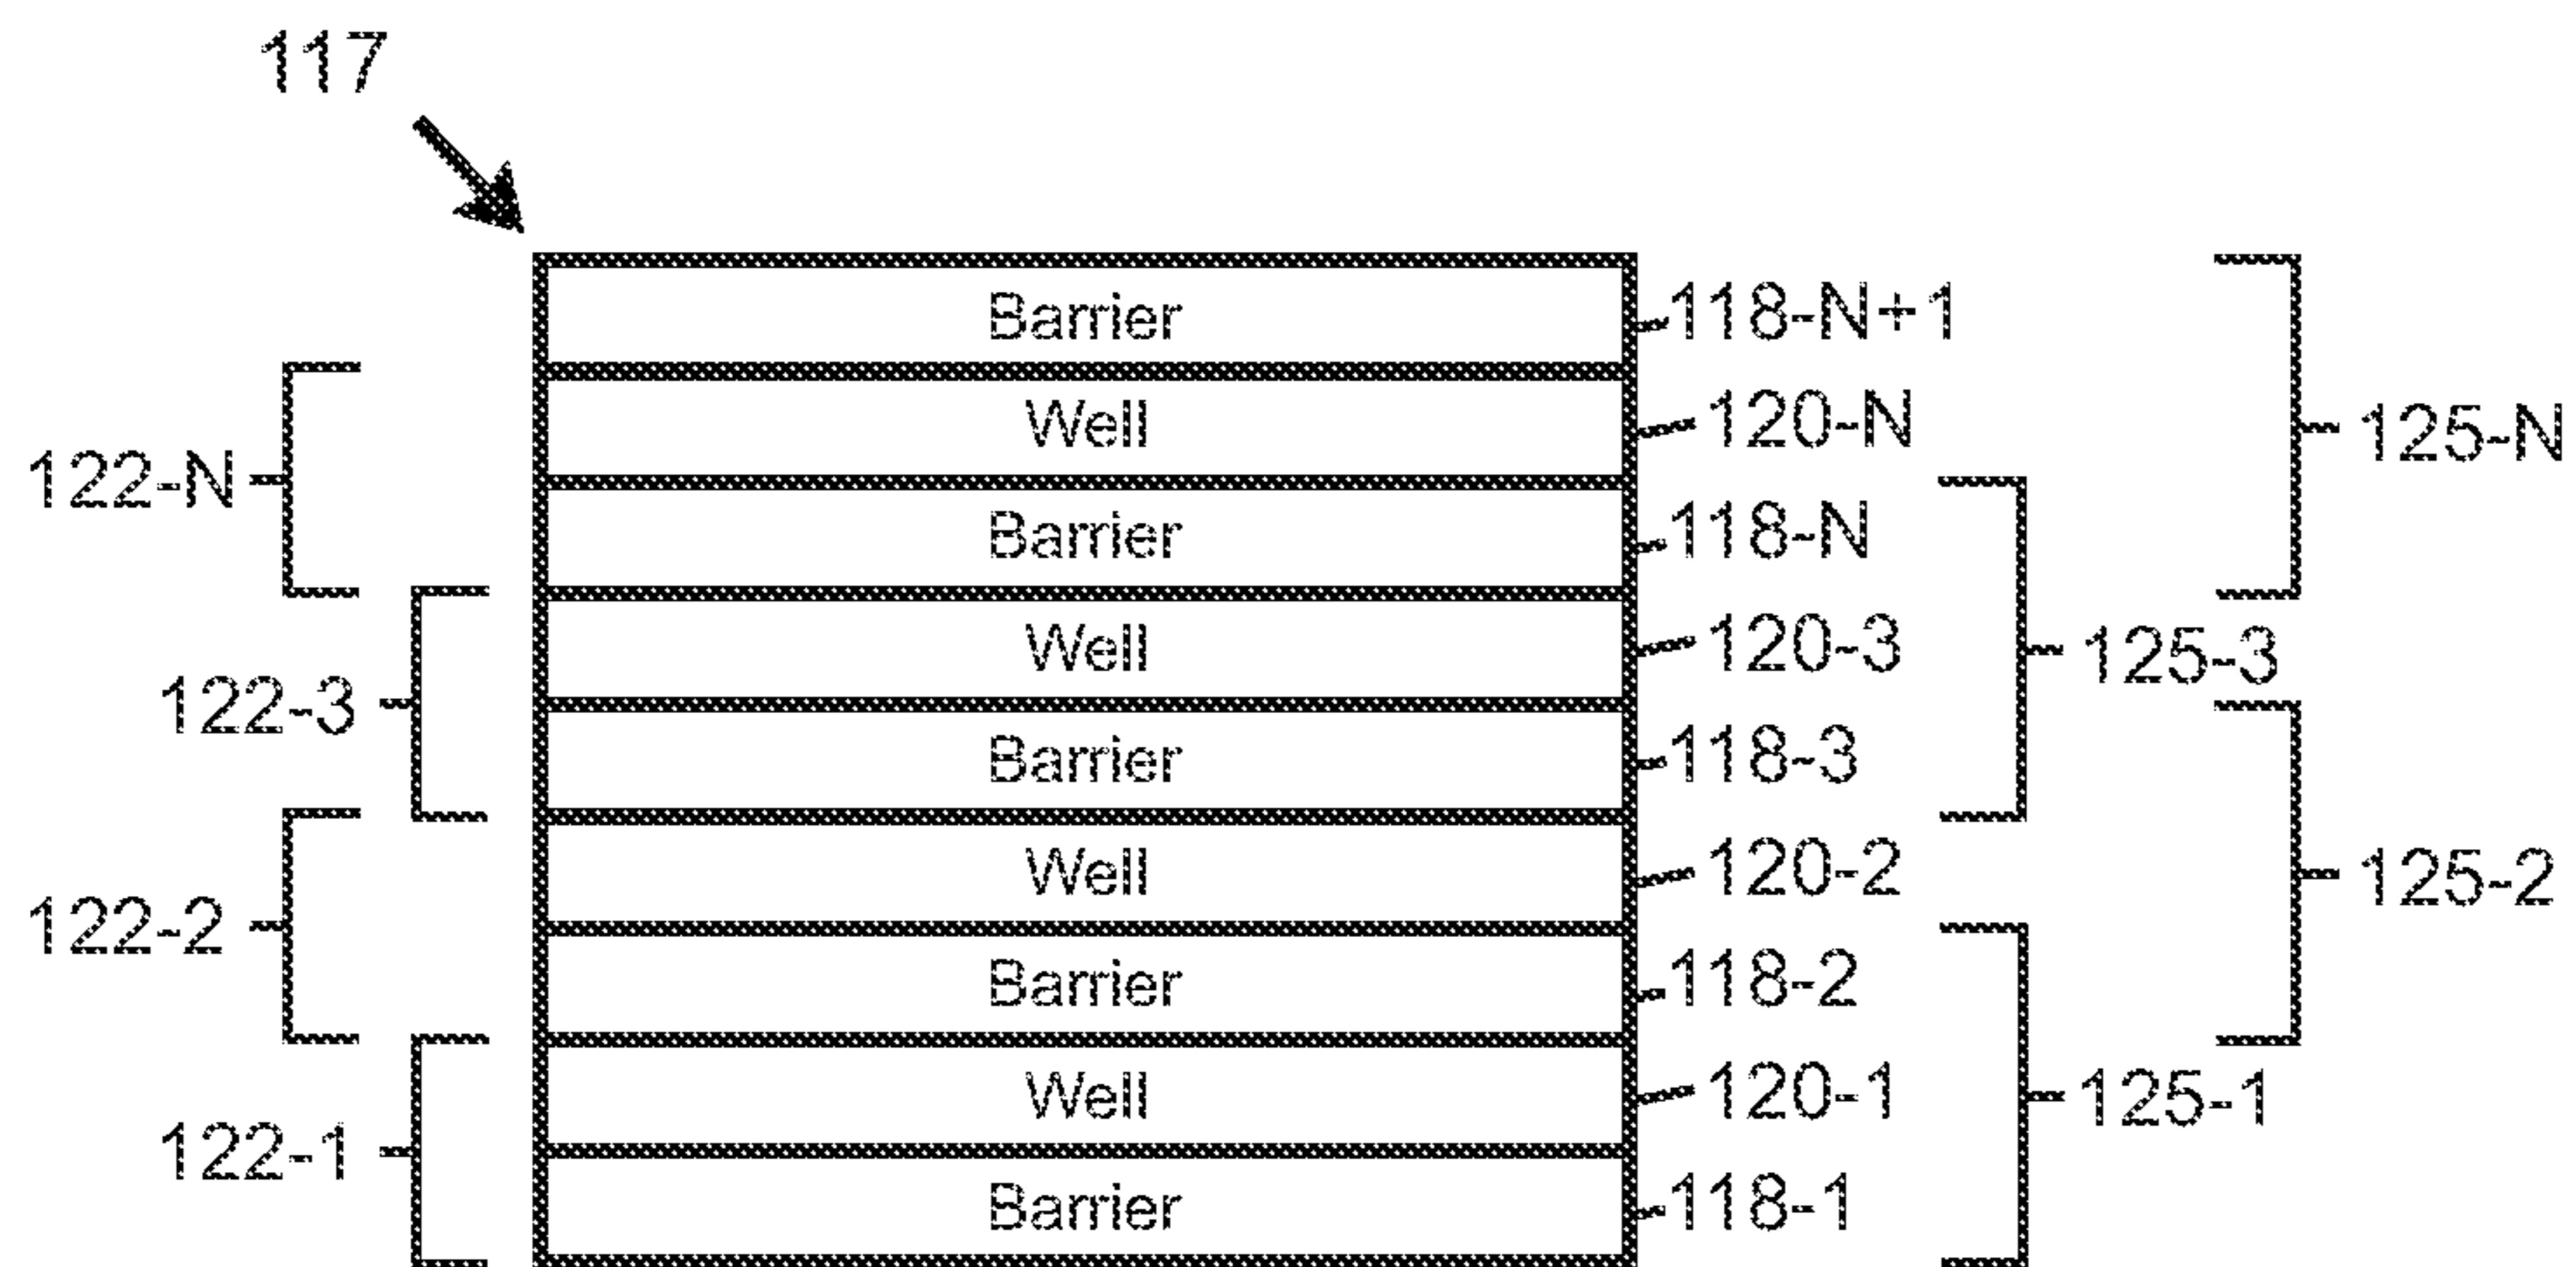 117
Barrier 118-N+1
Well 120-N 125-N
122-N Barrier 118-N
Well 120-3 125-3
122-3
Barrier 118-3
Well 120-2 125-2
122-2 Barrier 118-2
Well 120-1 125-1
122-1
Barrier 118-1